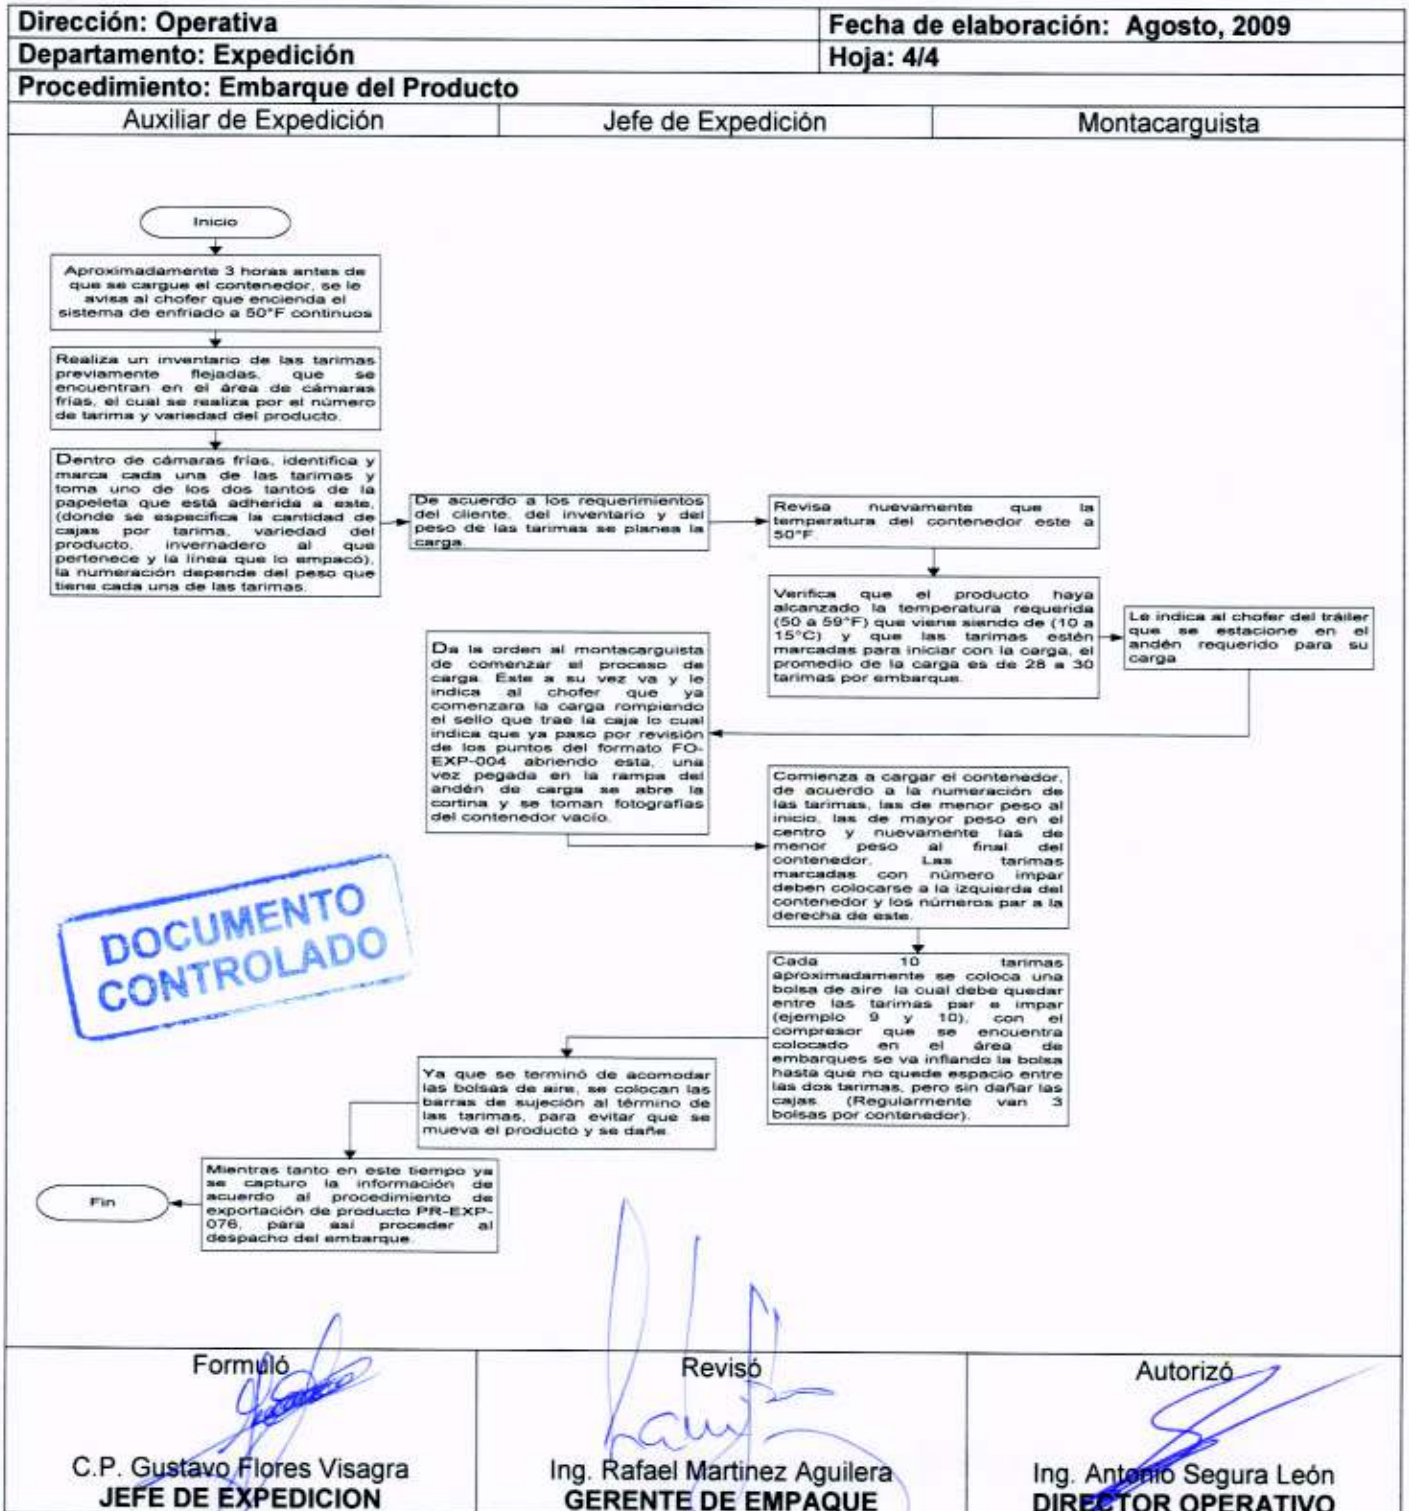 Dirección: Operativa
Fecha de elaboración: Agosto, 2009
Departamento: Expedición
Hoja: 4/4
Procedimiento: Embarque del Producto
Auxiliar de Expedición
Jefe de Expedición
Montacarguista
Inicio
Aproximadamente 3 horas antes de
que se cargue el contenedor, se le
avisa al chofer que encienda el
sistema de enfriado a 50°F continuos
Realiza un inventario de las tarimas
previamente flejadas, que se
encuentran en el área de cámaras
frías, el cual se realiza por el número
de tarima y variedad del producto.
Dentro de cámaras frías, identifica y
marca cada una de las tarimas y
toma uno de los dos tantos de la
papeleta que está adherida a este,
(donde se especifica la cantidad de
cajas por tarima, variedad del
producto, invernadero al que
pertenece y la línea que lo empacó),
la numeración depende del peso que
tiene cada una de las tarimas.
De acuerdo a los requerimientos
del cliente, del inventario y del
peso de las tarimas se planea la
carga.
Revisa nuevamente que la
temperatura del contenedor este a
50°F.
Verifica que el producto haya
alcanzado la temperatura requerida
(50 a 59°F) que viene siendo de (10 a
15°C) y que las tarimas estén
marcadas para iniciar con la carga, el
promedio de la carga es de 28 a 30
tarimas por embarque.
Le indica al chofer del tráiler
que se estacione en el
andén requerido para su
carga
Da la orden al montacarguista
de comenzar el proceso de
carga. Este a su vez va y le
indica al chofer que ya
comenzara la carga rompiendo
el sello que trae la caja lo cual
indica que ya paso por revisión
de los puntos del formato FO-
EXP-004 abriendo esta, una
vez pegada en la rampa del
andén de carga se abre la
cortina y se toman fotografías
del contenedor vacío.
Comienza a cargar el contenedor,
de acuerdo a la numeración de
las tarimas, las de menor peso al
inicio, las de mayor peso en el
centro y nuevamente las de
menor peso al final del
contenedor. Las tarimas
marcadas con número impar
deben colocarse a la izquierda del
contenedor y los números par a la
derecha de este.
DOCUMENTO
CONTROLADO
Cada 10 tarimas
aproximadamente se coloca una
bolsa de aire la cual debe quedar
entre las tarimas par e impar
(ejemplo 9 y 10), con el
compresor que se encuentra
colocado en el área de
embarques se va inflando la bolsa
hasta que no quede espacio entre
las dos tarimas, pero sin dañar las
cajas. (Regularmente van 3
bolsas por contenedor).
Ya que se terminó de acomodar
las bolsas de aire, se colocan las
barras de sujeción al término de
las tarimas, para evitar que se
mueva el producto y se dañe.
Mientras tanto en este tiempo ya
se capturo la información de
acuerdo al procedimiento de
exportación de producto PR-EXP-
076, para así proceder al
despacho del embarque.
Fin
Formuló
Revisó
Autorizó
C.P. Gustavo Flores Visagra
Ing. Rafael Martinez Aguilera
Ing. Antonio Segura León
JEFE DE EXPEDICION
GERENTE DE EMPAQUE
DIRECTOR OPERATIVO